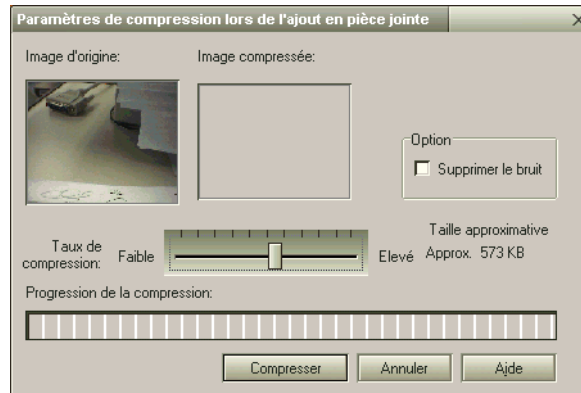 Paramètres de compression lors de l'ajout en pièce jointe
Image d'origine:
Image compressée:
Option
Supprimer le bruit
Taux de compression:
Faible
Elevé
Taille approximative
Approx. 573 KB
Progression de la compression:
Compresser
Annuler
Aide